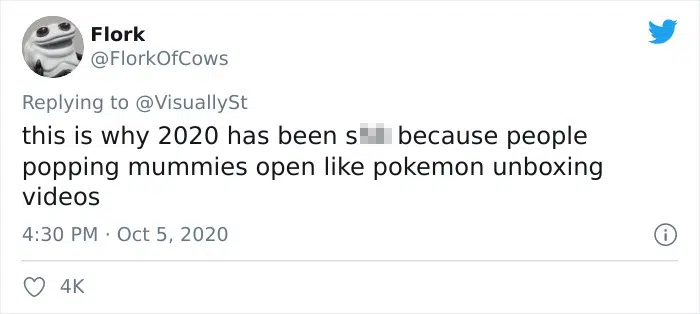 Flork
@FlorkOfCows
Replying to @VisuallySt
this is why 2020 has been s because people
popping mummies open like pokemon unboxing
videos
4:30 PM · Oct 5, 2020
4K